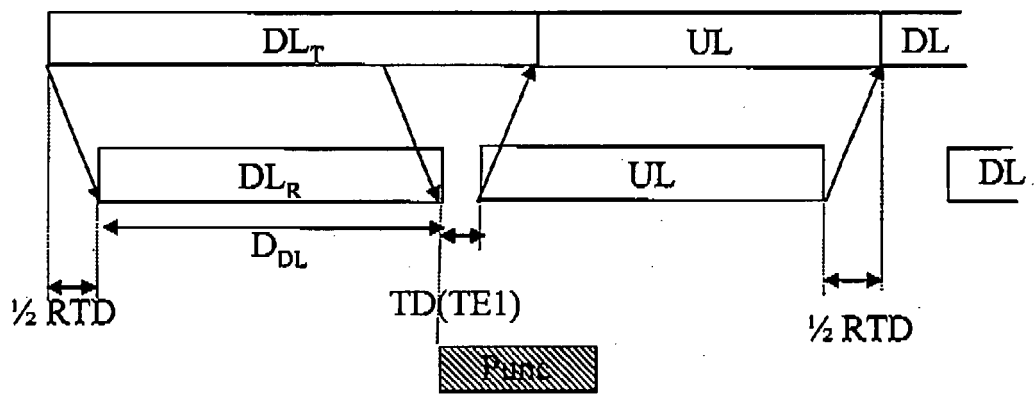 DL_T UL DL
DL_R UL DL
D_DL
½ RTD TD(TE1) ½ RTD
Punc